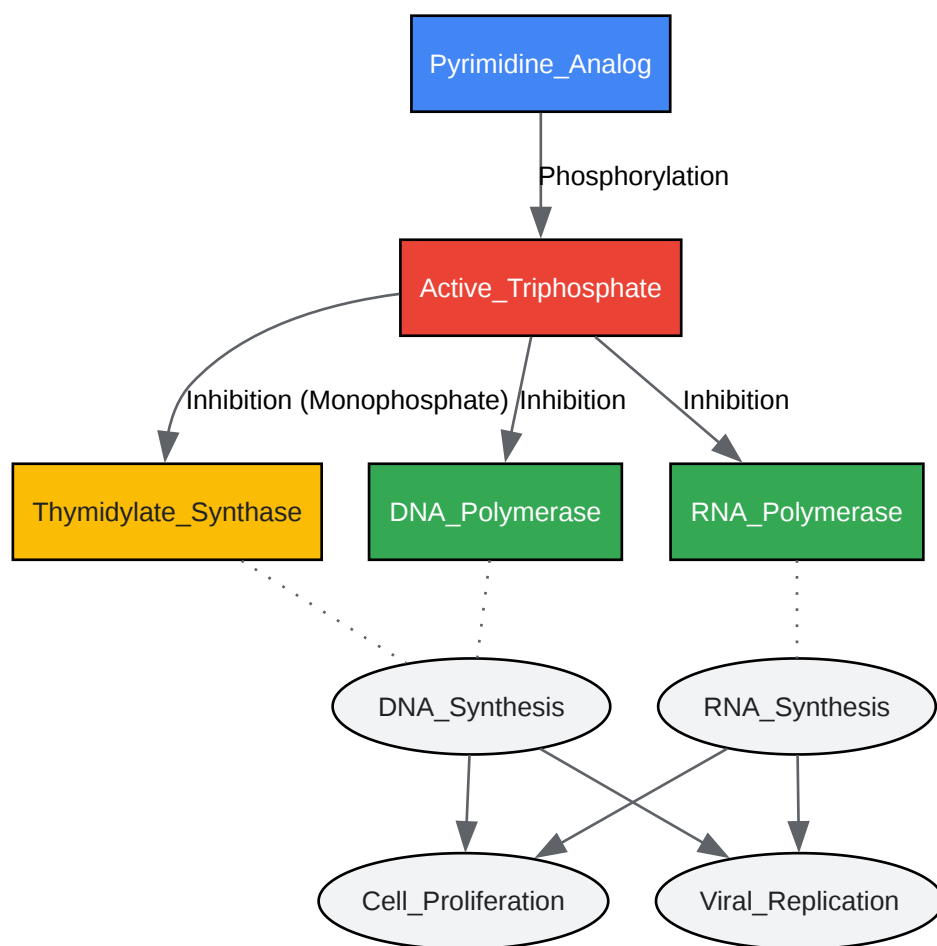 Pyrimidine_Analog
Phosphorylation
Active_Triphosphate
Inhibition (Monophosphate)
Inhibition
Inhibition
Thymidylate_Synthase
DNA_Polymerase
RNA_Polymerase
DNA_Synthesis
RNA_Synthesis
Cell_Proliferation
Viral_Replication